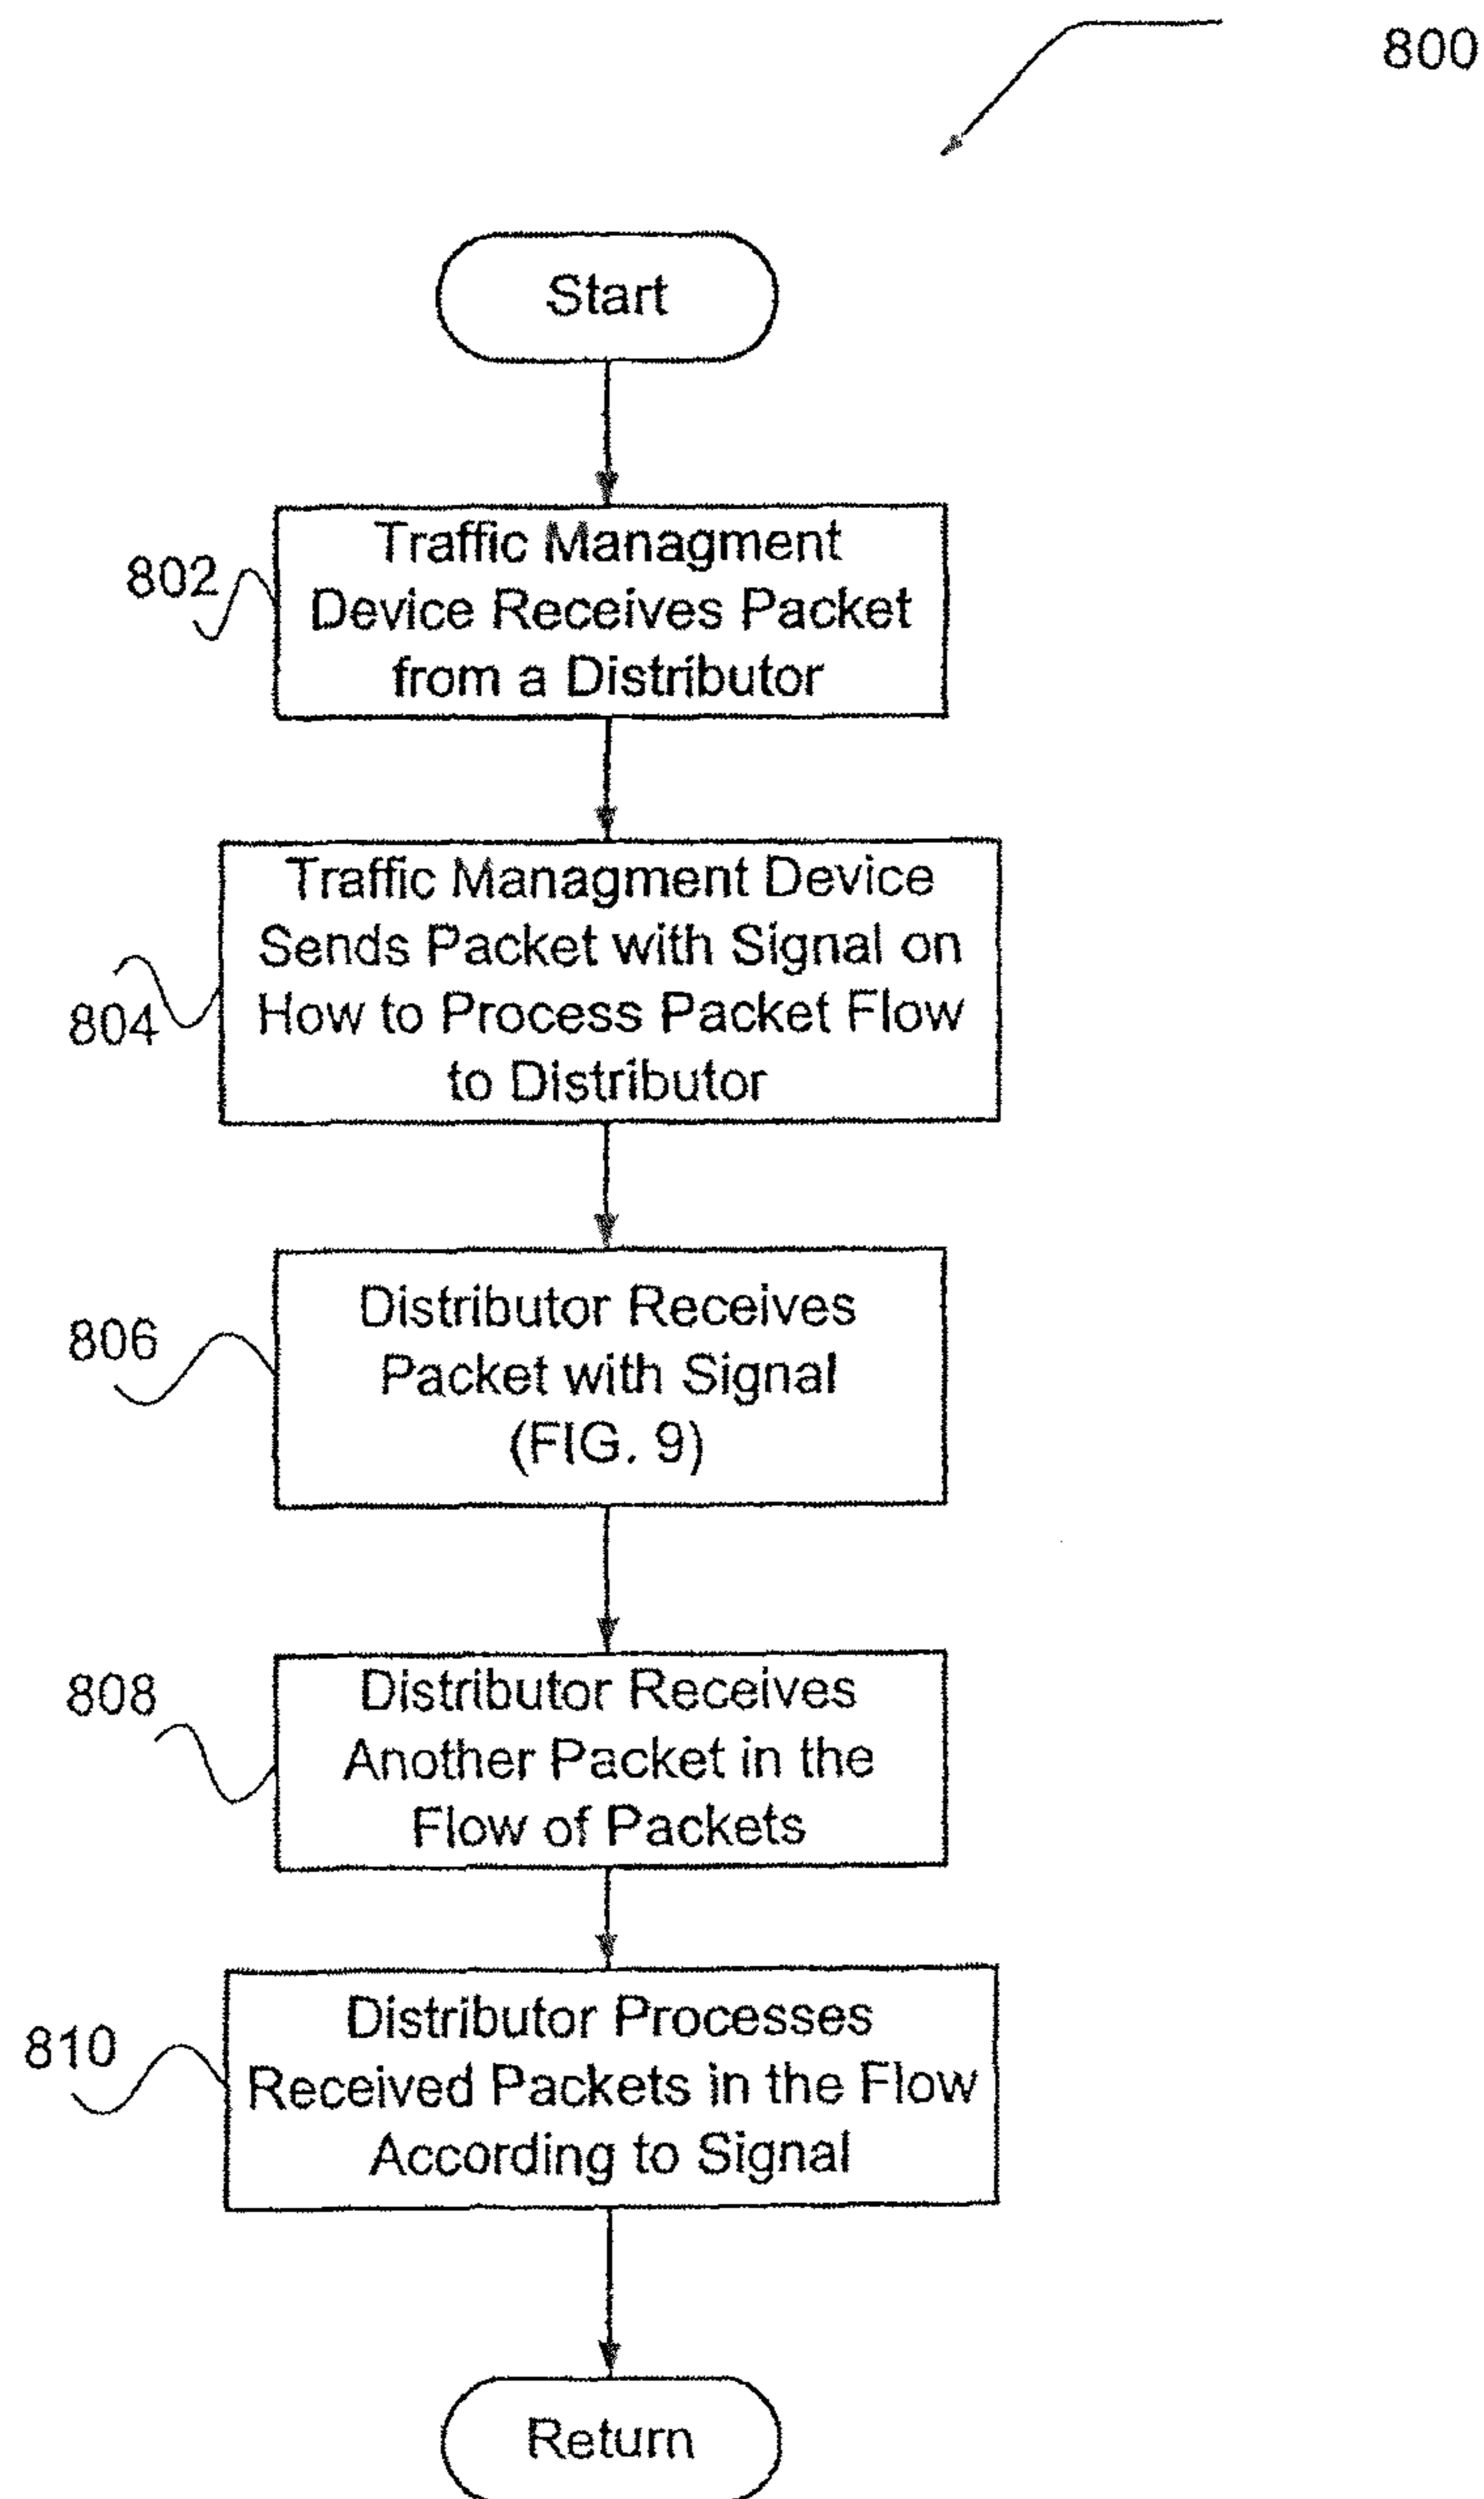 800
Start
802
Traffic Managment
Device Receives Packet
from a Distributor
804
Traffic Managment Device
Sends Packet with Signal on
How to Process Packet Flow
to Distributor
806
Distributor Receives
Packet with Signal
(FIG. 9)
808
Distributor Receives
Another Packet in the
Flow of Packets
810
Distributor Processes
Received Packets in the Flow
According to Signal
Return